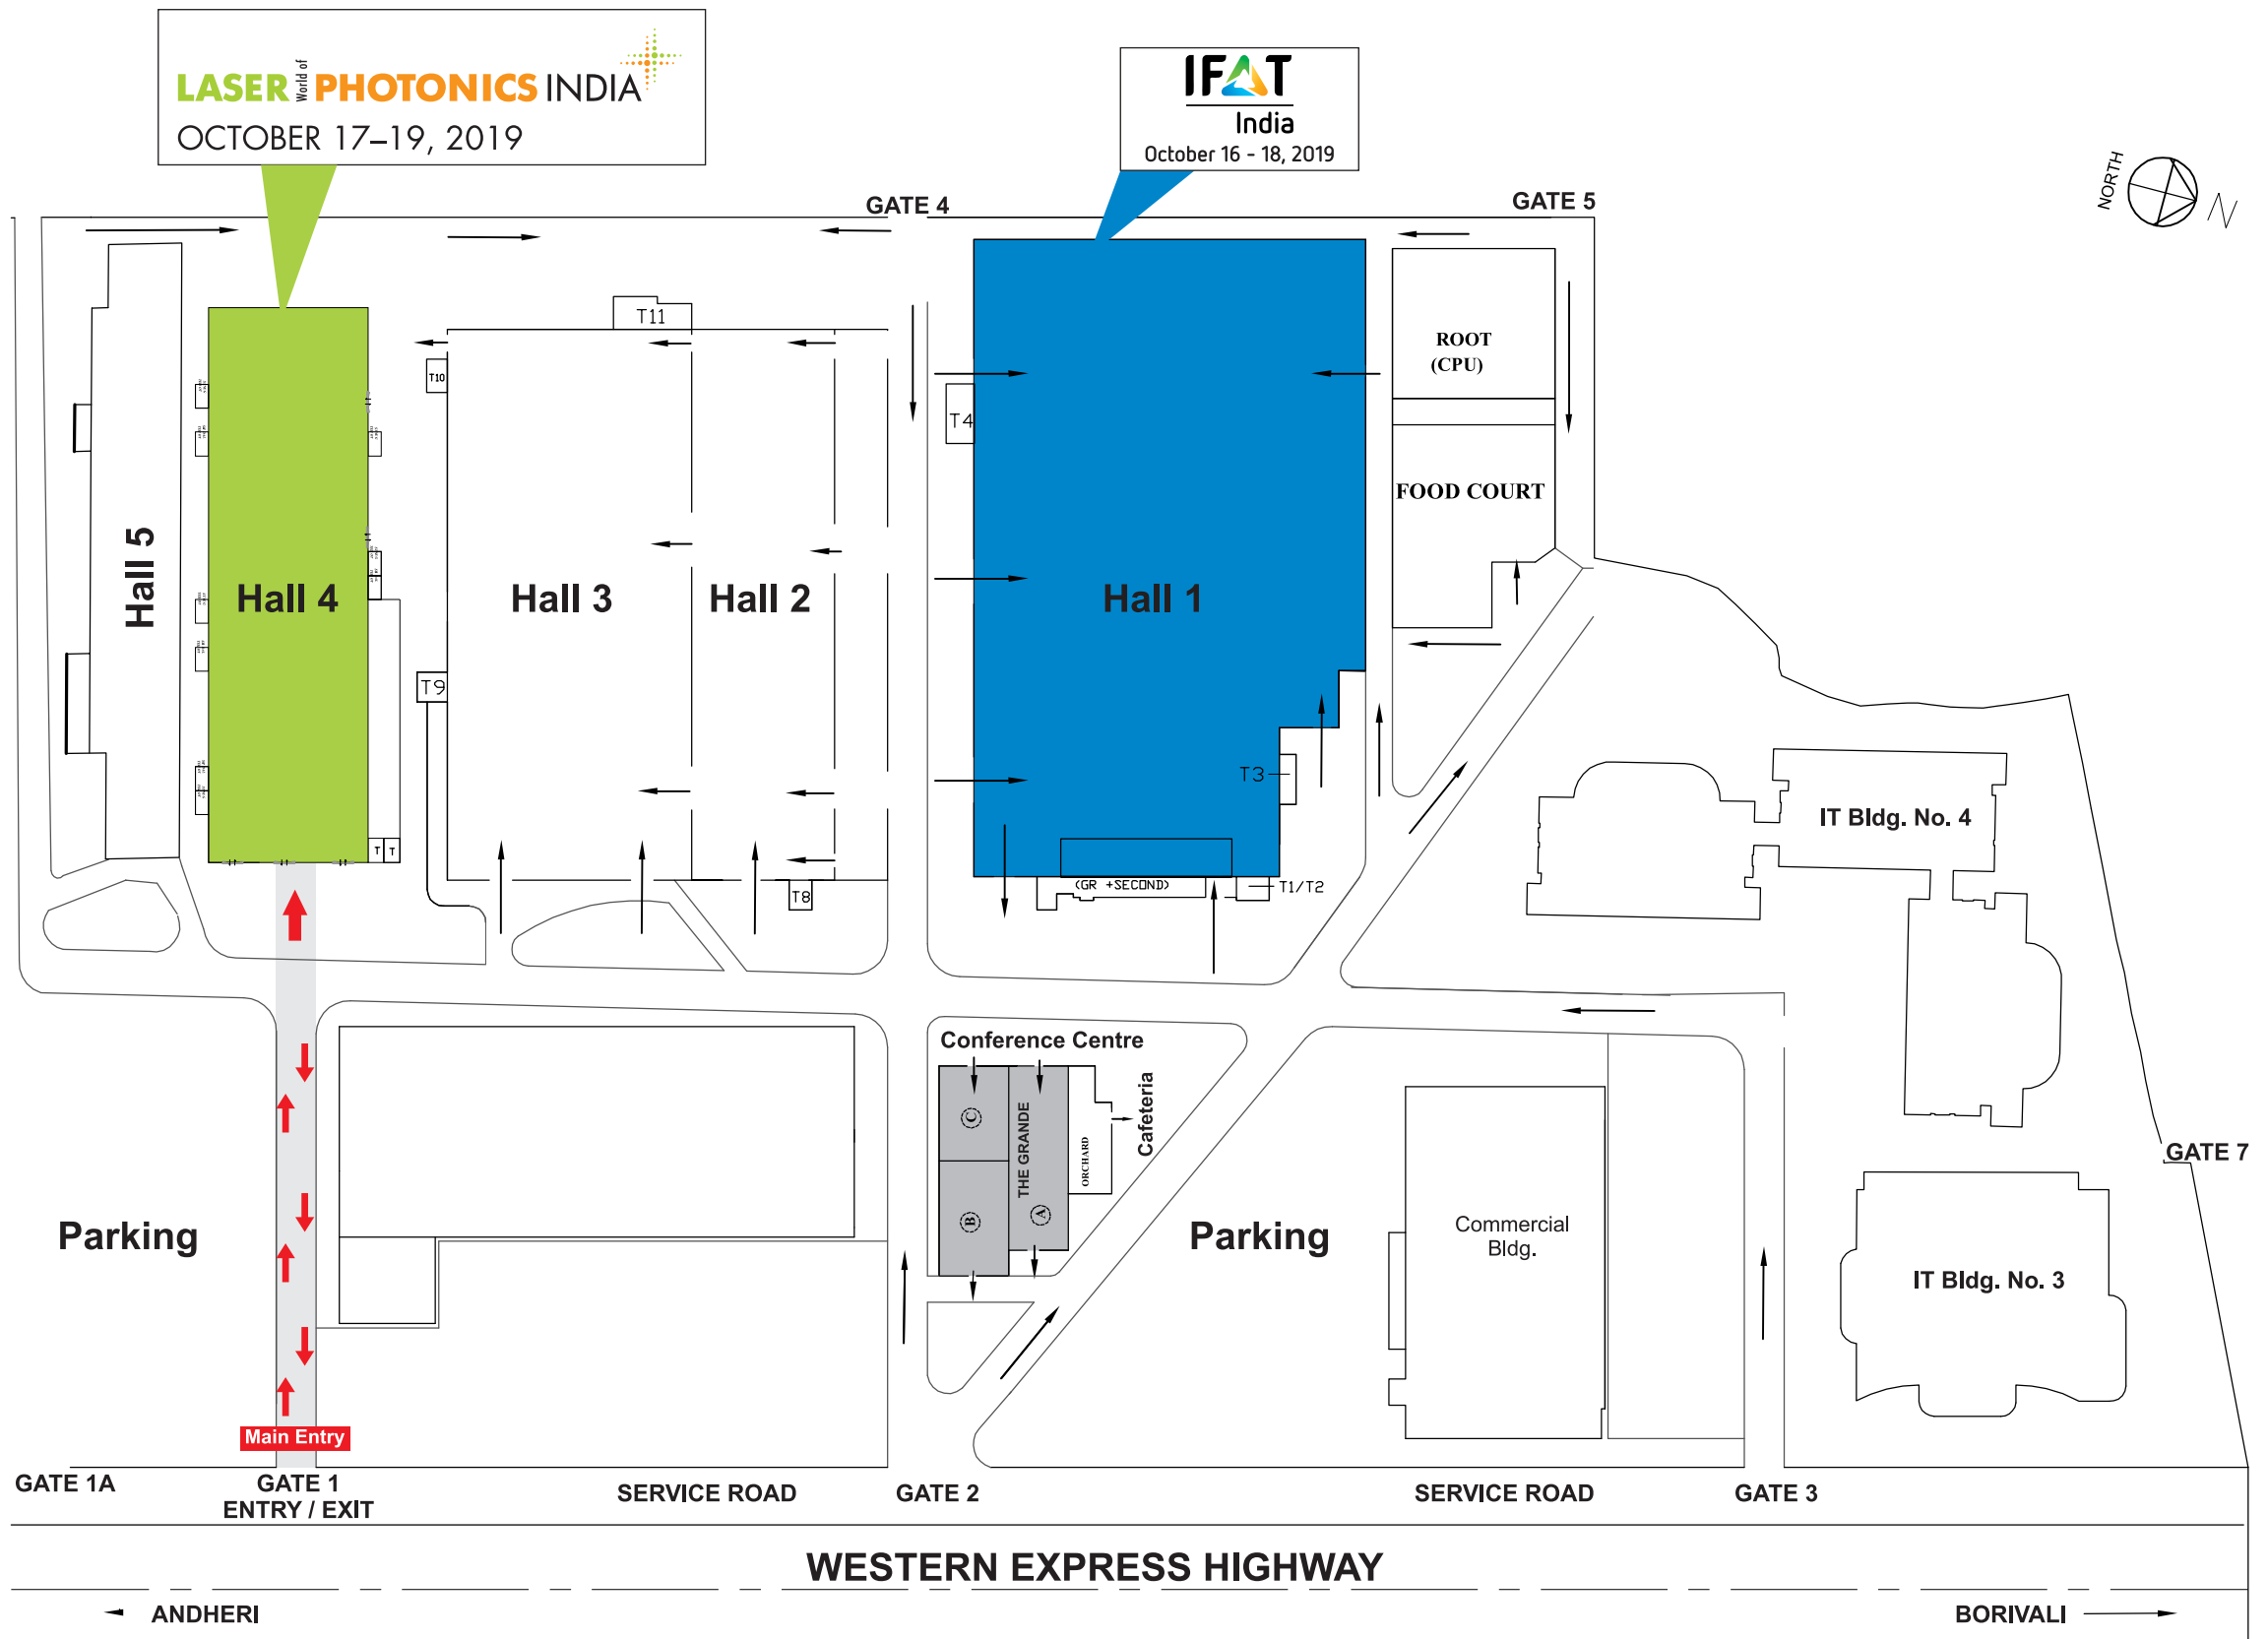 LASER World of PHOTONICS INDIA
OCTOBER 17–19, 2019
IFAT
India
October 16 - 18, 2019
NORTH
N
GATE 4
GATE 5
T11
T10
T4
ROOT
(CPU)
FOOD COURT
Hall 5
Hall 4
Hall 3
Hall 2
Hall 1
T9
T3
IT Bldg. No. 4
T T
T8
(GR +SECOND)
T1/T2
Conference Centre
C
THE GRANDE
B
A
ORCHARD
Cafeteria
GATE 7
Parking
Parking
Commercial
Bldg.
IT Bldg. No. 3
Main Entry
GATE 1A
GATE 1
ENTRY / EXIT
SERVICE ROAD
GATE 2
SERVICE ROAD
GATE 3
WESTERN EXPRESS HIGHWAY
ANDHERI
BORIVALI